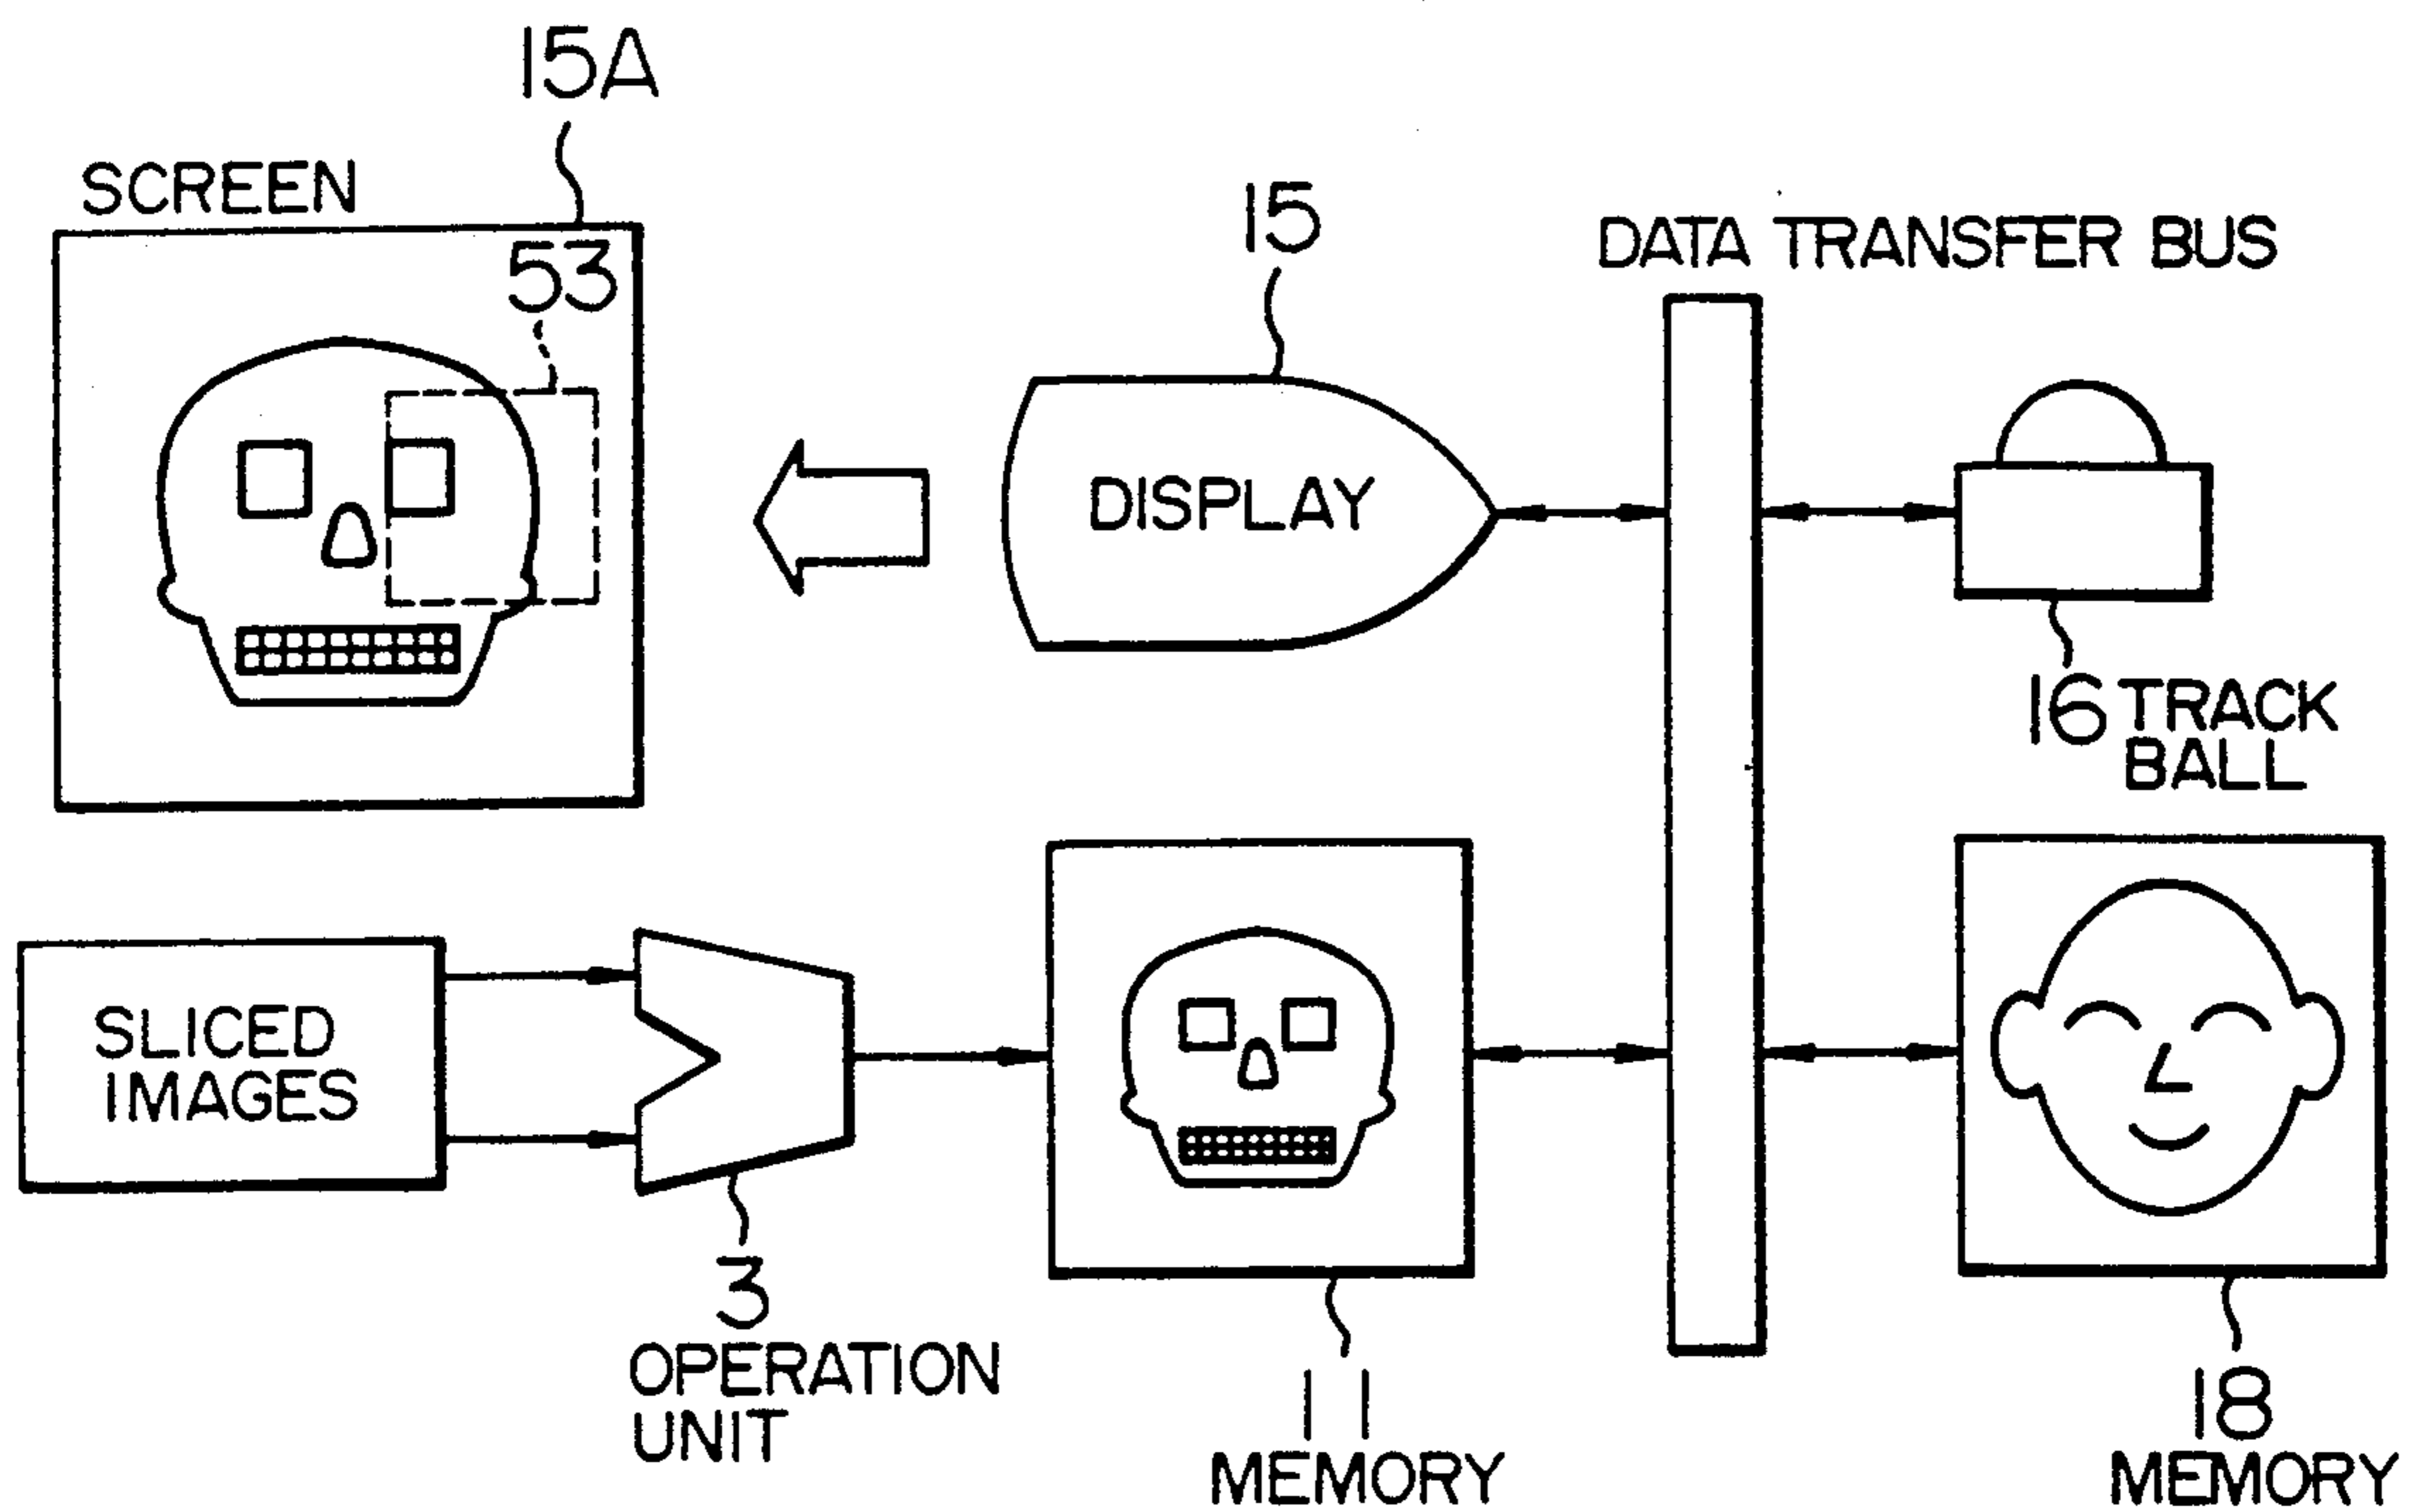 15A
SCREEN
53
15
DATA TRANSFER BUS
DISPLAY
16 TRACK
BALL
SLICED
IMAGES
3
OPERATION
UNIT
11
MEMORY
18
MEMORY